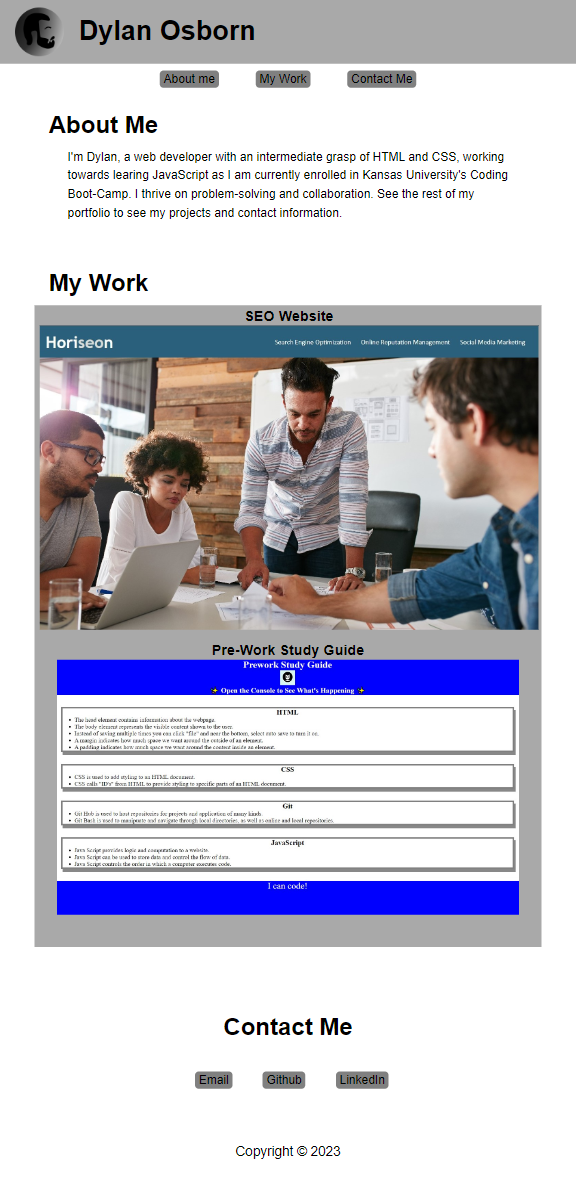 Dylan Osborn
About me My Work Contact Me
About Me
I'm Dylan, a web developer with an intermediate grasp of HTML and CSS, working
towards learing JavaScript as I am currently enrolled in Kansas University's Coding
Boot-Camp. I thrive on problem-solving and collaboration. See the rest of my
portfolio to see my projects and contact information.
My Work
SEO Website
Horiseon Search Engine Optimization Online Reputation Management Social Media Marketing
Pre-Work Study Guide
Prework Study Guide
Open the Console to See What's Happening
HTML
The head element contains information about the webpage.
The body element represents the visible content shown to the user.
Instead of saving multiple times you can click "file" and near the bottom, select auto save to turn it on.
A margin indicates how much space we want around the outside of an element.
A padding indicates how much space we want around the content inside an element.
CSS
CSS is used to add styling to an HTML document.
CSS calls "ID's" from HTML to provide styling to specific parts of an HTML document.
Git
Git Hub is used to host repositories for projects and application of many kinds.
Git Bash is used to manipuate and navigate through local directories, as well as online and local repositories.
JavaScript
Java Script provides logic and computation to a website.
Java Script can be used to store data and control the flow of data.
Java Script controls the order in which a computer executes code.
I can code!
Contact Me
Email Github LinkedIn
Copyright © 2023